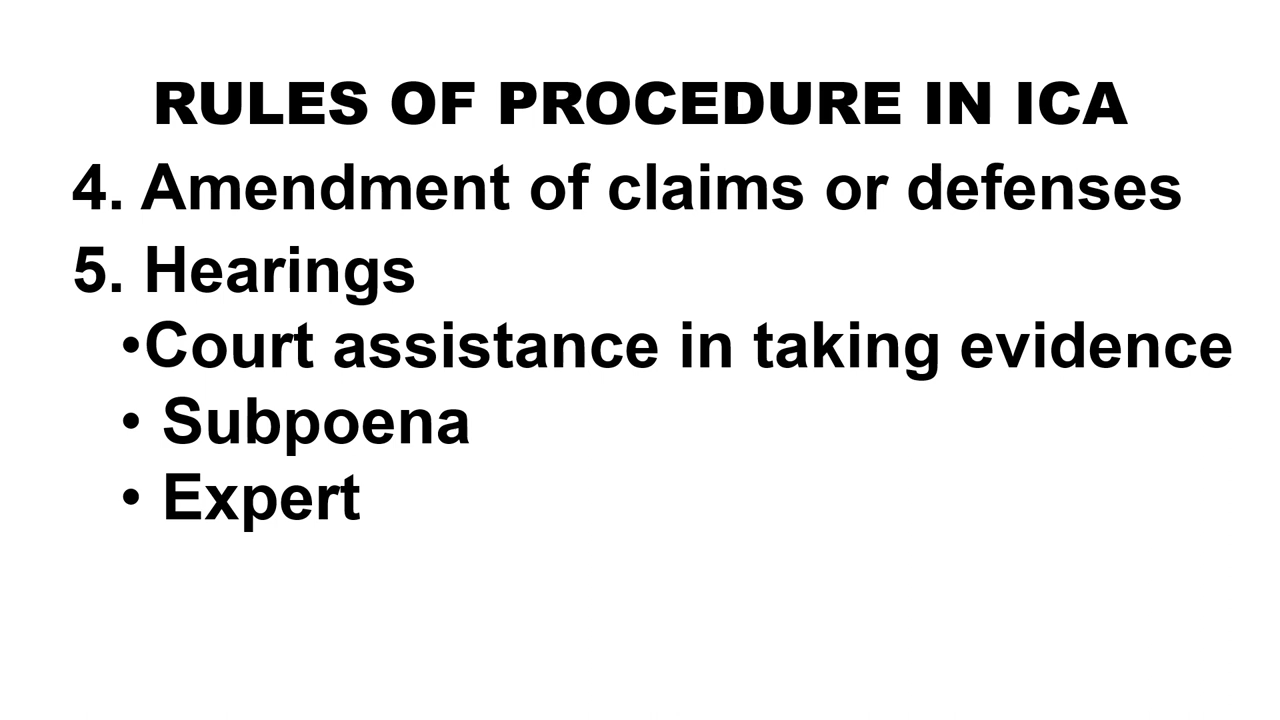 RULES OF PROCEDURE IN ICA
4. Amendment of claims or defenses
5. Hearings
•Court assistance in taking evidence
• Subpoena
• Expert